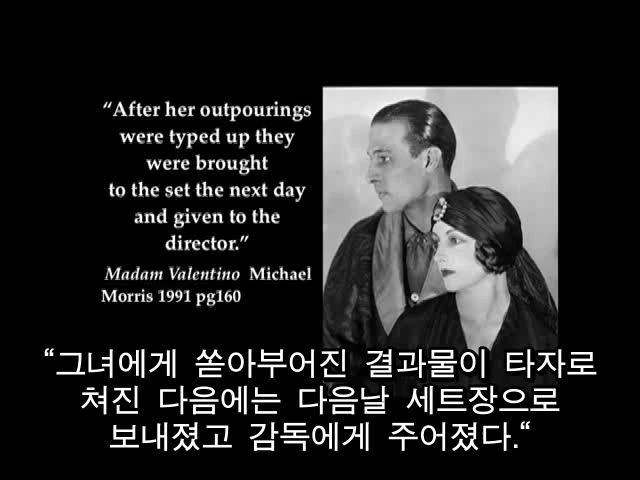 “After her outpourings
were typed up they
were brought
to the set the next day
and given to the
director.”
Madam Valentino Michael
Morris 1991 pg160
“그녀에게 쏟아부어진 결과물이 타자로
쳐진 다음에는 다음날 세트장으로
보내졌고 감독에게 주어졌다.“